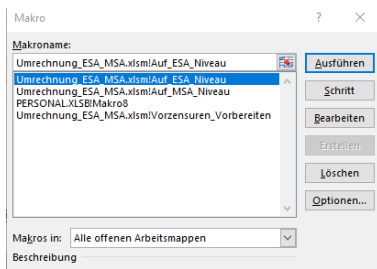 Makro ? ×
Makroname:
Umrechnung_ESA_MSA.xlsm!Auf_ESA_Niveau
Ausführen
Umrechnung_ESA_MSA.xlsm!Auf_ESA_Niveau
Umrechnung_ESA_MSA.xlsm!Auf_MSA_Niveau
PERSONAL.XLSB!Makro8
Umrechnung_ESA_MSA.xlsm!Vorzensuren_Vorbereiten
Schritt
Bearbeiten
Erstellen
Löschen
Optionen...
Makros in: Alle offenen Arbeitsmappen
Beschreibung